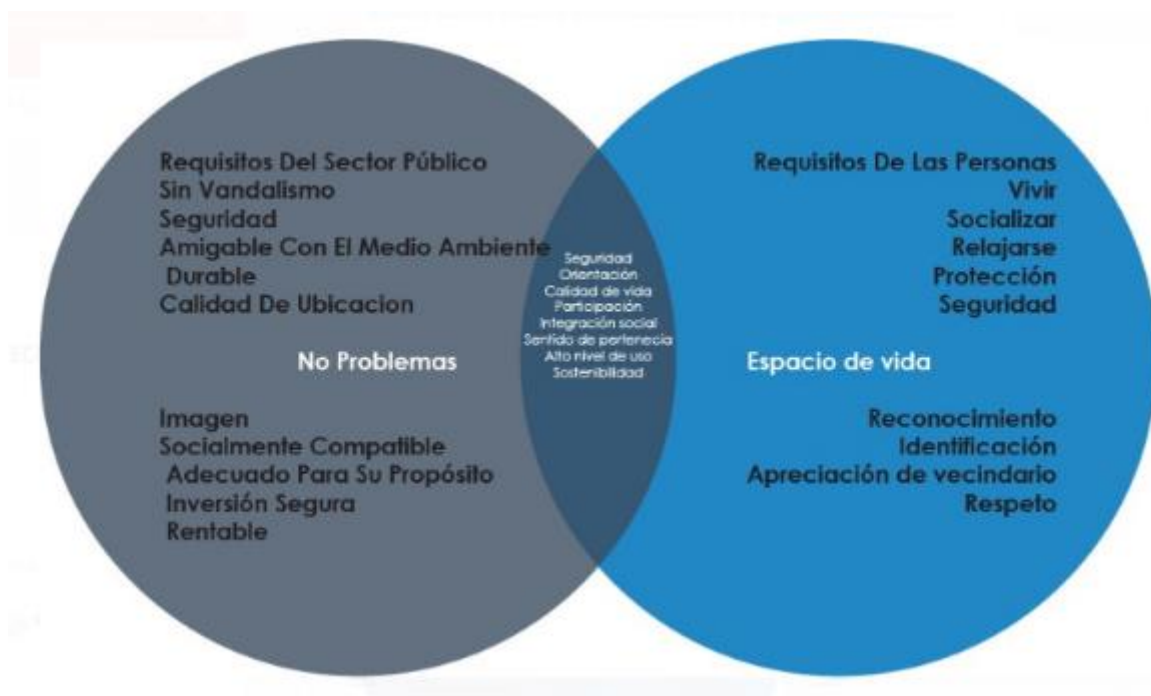 Requisitos Del Sector Público
Sin Vandalismo
Seguridad
Amigable Con El Medio Ambiente
Durable
Calidad De Ubicacion
No Problemas
Imagen
Socialmente Compatible
Adecuado Para Su Propósito
Inversión Segura
Rentable
Seguridad
Orientación
Calidad de vida
Participación
Integración social
Sentido de pertenecia
Alto nivel de uso
Sostenibilidad
Requisitos De Las Personas
Vivir
Socializar
Relajarse
Protección
Seguridad
Espacio de vida
Reconocimiento
Identificación
Apreciación de vecindario
Respeto